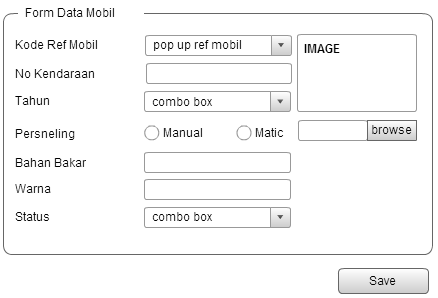 Form Data Mobil
Kode Ref Mobil pop up ref mobil IMAGE
No Kendaraan
Tahun combo box
Persneling Manual Matic browse
Bahan Bakar
Warna
Status combo box
Save